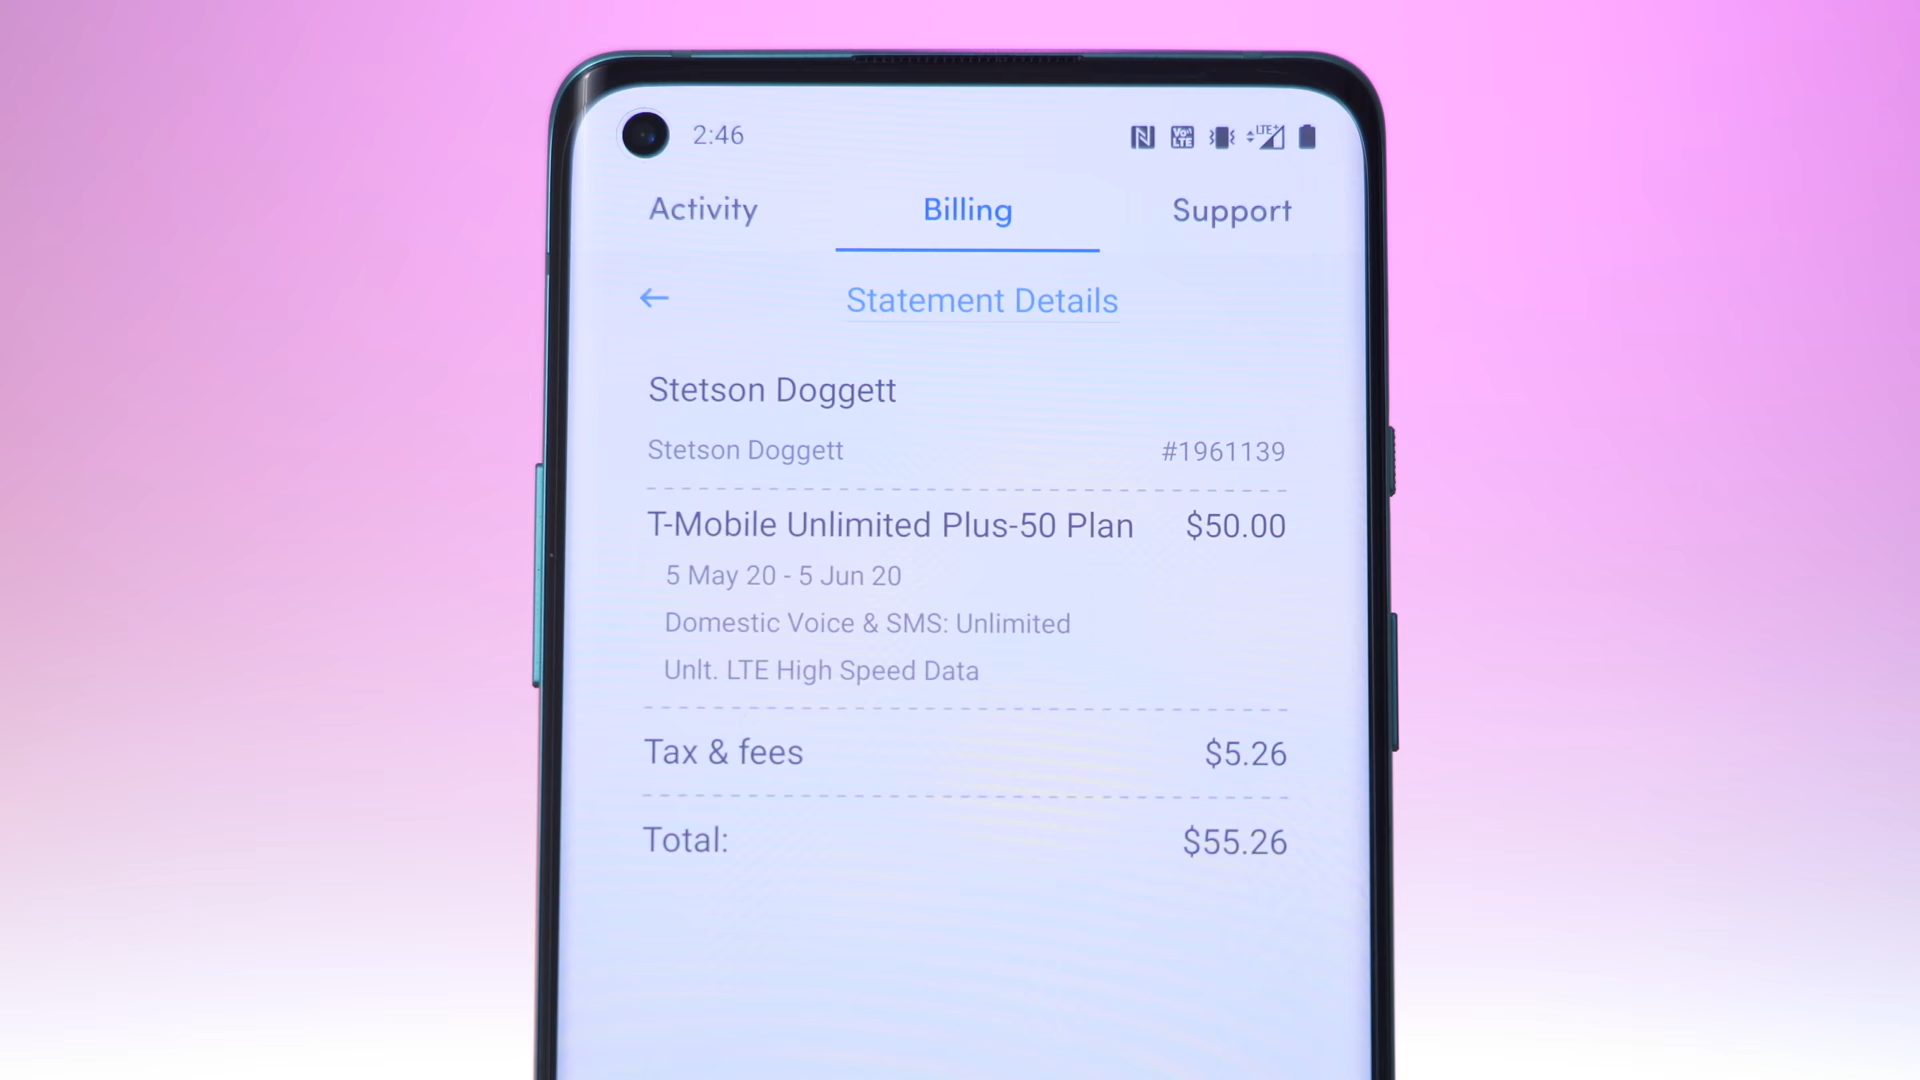 2:46
VoLTE LTE+
Activity Billing Support
Statement Details
Stetson Doggett
Stetson Doggett #1961139
T-Mobile Unlimited Plus-50 Plan $50.00
5 May 20 - 5 Jun 20
Domestic Voice & SMS: Unlimited
Unlt. LTE High Speed Data
Tax & fees $5.26
Total: $55.26